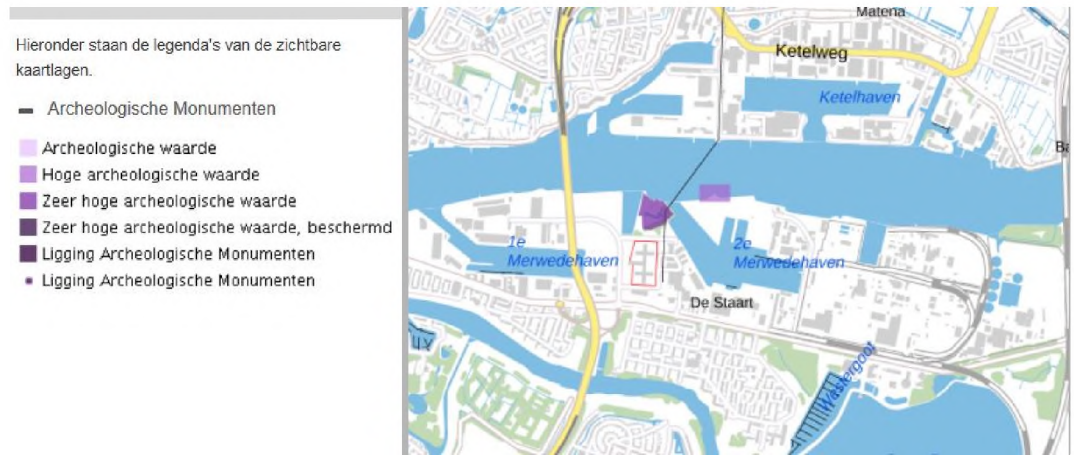 Hieronder staan de legenda's van de zichtbare
kaartlagen.
Archeologische Monumenten
Archeologische waarde
Hoge archeologische waarde
Zeer hoge archeologische waarde
Zeer hoge archeologische waarde, beschermd
Ligging Archeologische Monumenten
Ligging Archeologische Monumenten
Matena
Ketelweg
Ketelhaven
Ba
1e
Merwedehaven
2e
Merwedehaven
De Staart
Wastergoot